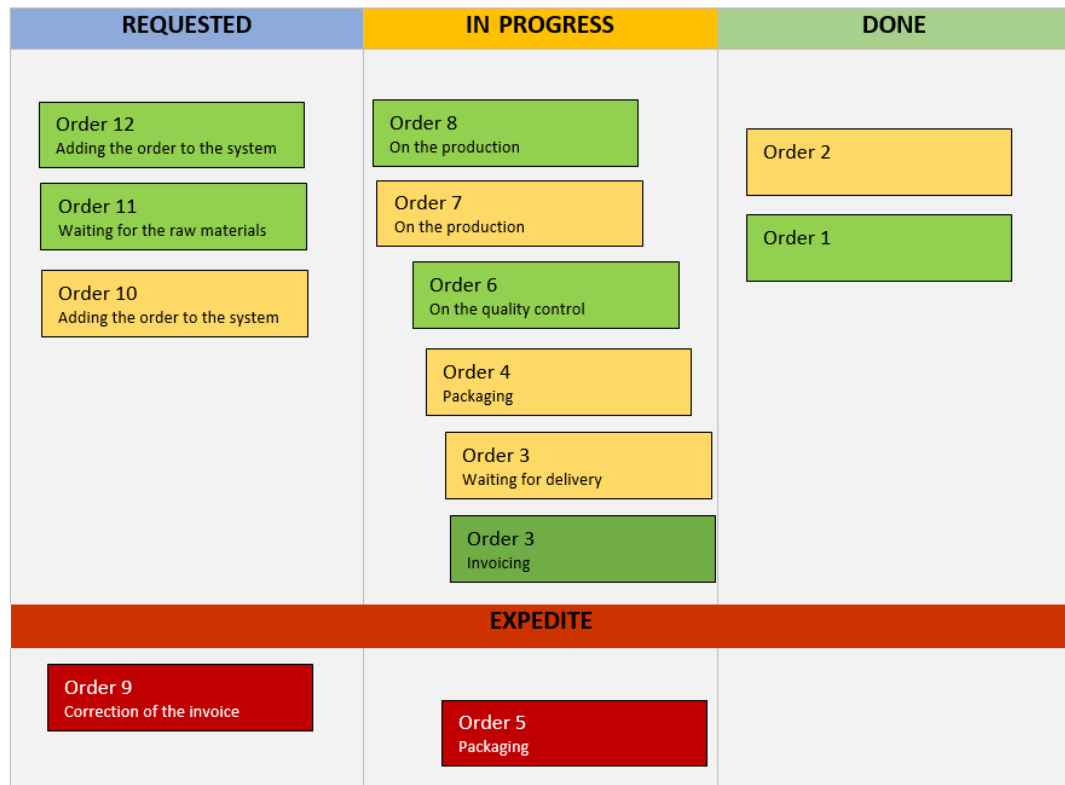 REQUESTED
IN PROGRESS
DONE
Order 12
Adding the order to the system
Order 11
Waiting for the raw materials
Order 10
Adding the order to the system
Order 8
On the production
Order 7
On the production
Order 6
On the quality control
Order 4
Packaging
Order 3
Waiting for delivery
Order 3
Invoicing
Order 2
Order 1
EXPEDITE
Order 9
Correction of the invoice
Order 5
Packaging